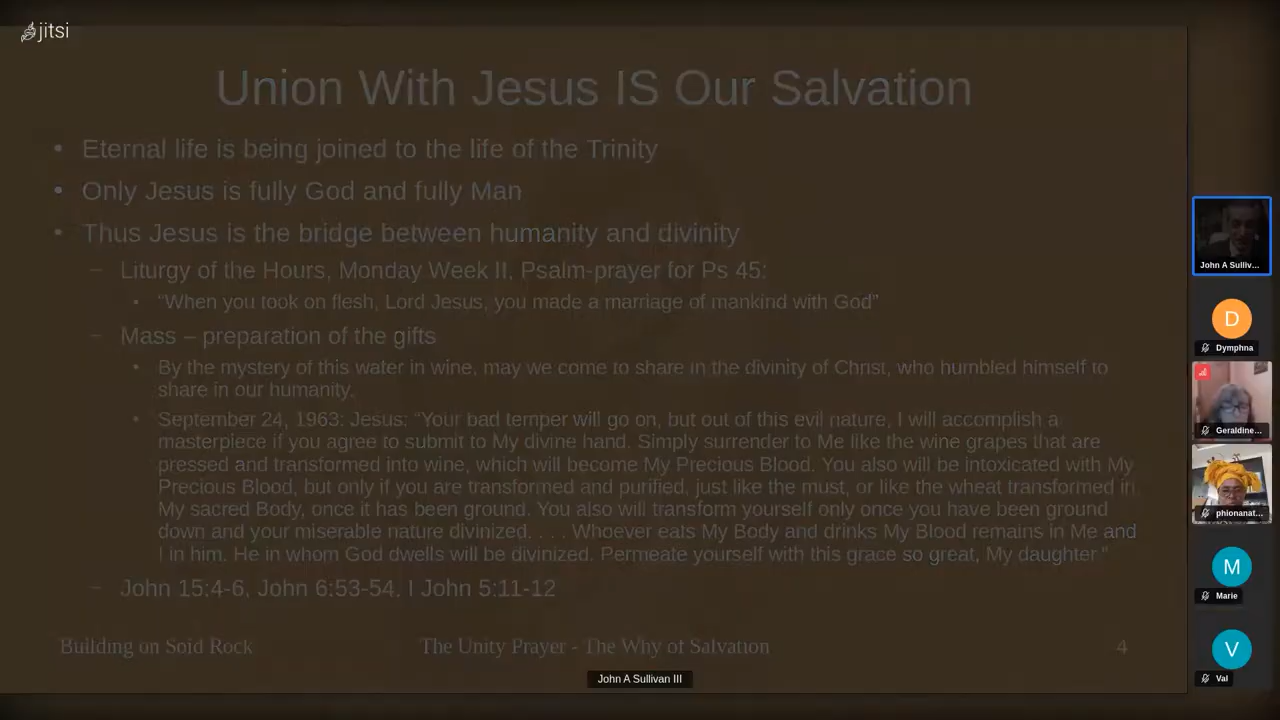 jitsi
Union With Jesus IS Our Salvation
• Eternal life is being joined to the life of the Trinity
• Only Jesus is fully God and fully Man
• Thus Jesus is the bridge between humanity and divinity
– Liturgy of the Hours, Monday Week II, Psalm-prayer for Ps 45:
• “When you took on flesh, Lord Jesus, you made a marriage of mankind with God”
– Mass – preparation of the gifts
• By the mystery of this water in wine, may we come to share in the divinity of Christ, who humbled himself to
share in our humanity.
• September 24, 1963: Jesus: “Your bad temper will go on, but out of this evil nature, I will accomplish a
masterpiece if you agree to submit to My divine hand. Simply surrender to Me like the wine grapes that are
pressed and transformed into wine, which will become My Precious Blood. You also will be intoxicated with My
Precious Blood, but only if you are transformed and purified, just like the must, or like the wheat transformed in
My sacred Body, once it has been ground. You also will transform yourself only once you have been ground
down and your miserable nature divinized. . . . Whoever eats My Body and drinks My Blood remains in Me and
I in him. He in whom God dwells will be divinized. Permeate yourself with this grace so great, My daughter ”
– John 15:4-6, John 6:53-54, I John 5:11-12
Building on Soid Rock
The Unity Prayer - The Why of Salvation
4
John A Sullivan III
John A Sulliv...
D
Dymphna
Geraldine...
phionanat...
M
Marie
V
Val